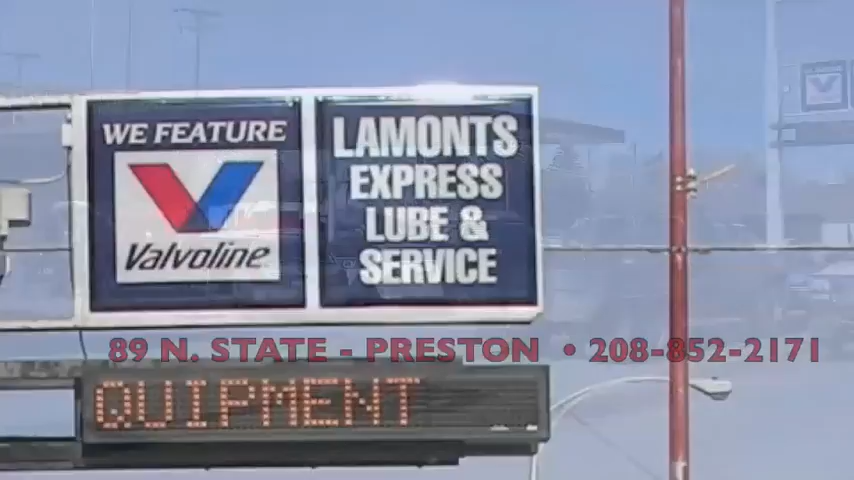 WE FEATURE
Valvoline
LAMONTS
EXPRESS
LUBE &
SERVICE
89 N. STATE - PRESTON • 208-852-2171
QUIPMENT